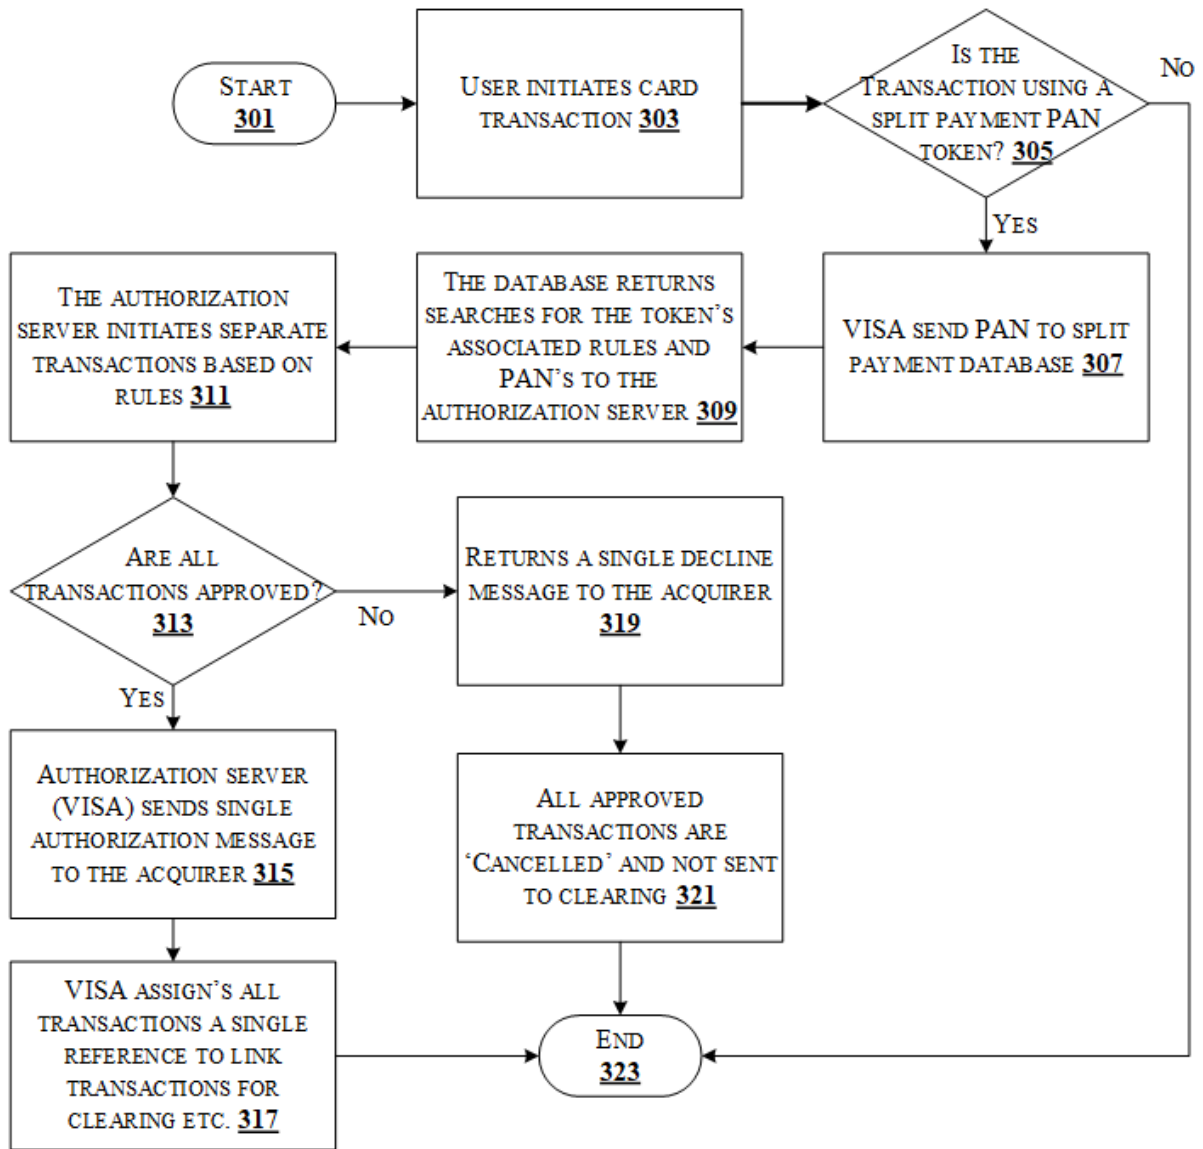 Start
301
User initiates card
transaction 303
Is the
Transaction using a
split payment PAN
token? 305
No
Yes
The authorization
server initiates separate
transactions based on
rules 311
The database returns
searches for the token's
associated rules and
PAN's to the
authorization server 309
VISA send PAN to split
payment database 307
Are all
transactions approved?
313
No
Yes
Returns a single decline
message to the acquirer
319
Authorization server
(VISA) sends single
authorization message
to the acquirer 315
All approved
transactions are
'Cancelled' and not sent
to clearing 321
VISA assign's all
transactions a single
reference to link
transactions for
clearing etc. 317
End
323